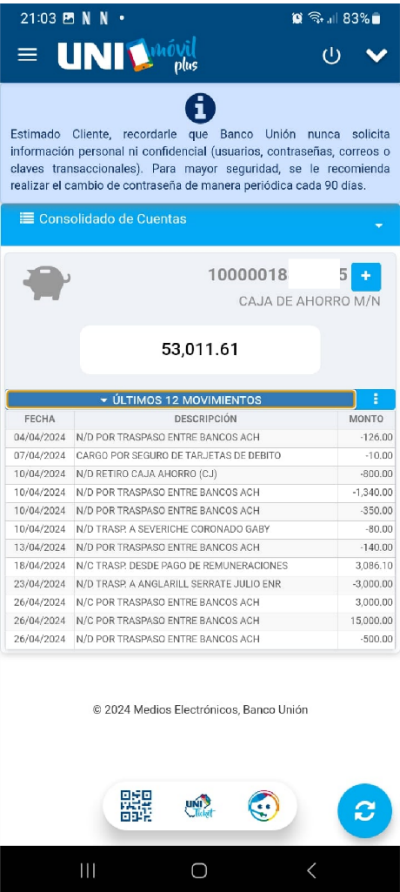 21:03 N N • 83%
UNI móvil plus
Estimado Cliente, recordarle que Banco Unión nunca solicita
información personal ni confidencial (usuarios, contraseñas, correos o
claves transaccionales). Para mayor seguridad, se le recomienda
realizar el cambio de contraseña de manera periódica cada 90 días.
Consolidado de Cuentas
10000018 5 +
CAJA DE AHORRO M/N
53,011.61
ÚLTIMOS 12 MOVIMIENTOS
FECHA DESCRIPCIÓN MONTO
04/04/2024 N/D POR TRASPASO ENTRE BANCOS ACH -126.00
07/04/2024 CARGO POR SEGURO DE TARJETAS DE DEBITO -10.00
10/04/2024 N/D RETIRO CAJA AHORRO (CJ) -800.00
10/04/2024 N/D POR TRASPASO ENTRE BANCOS ACH -1,340.00
10/04/2024 N/D POR TRASPASO ENTRE BANCOS ACH -350.00
10/04/2024 N/D TRASP. A SEVERICHE CORONADO GABY -80.00
13/04/2024 N/D POR TRASPASO ENTRE BANCOS ACH -140.00
18/04/2024 N/C TRASP. DESDE PAGO DE REMUNERACIONES 3,086.10
23/04/2024 N/D TRASP. A ANGLARILL SERRATE JULIO ENR -3,000.00
26/04/2024 N/C POR TRASPASO ENTRE BANCOS ACH 3,000.00
26/04/2024 N/C POR TRASPASO ENTRE BANCOS ACH 15,000.00
26/04/2024 N/D POR TRASPASO ENTRE BANCOS ACH -500.00
© 2024 Medios Electrónicos, Banco Unión
UNI Ticket